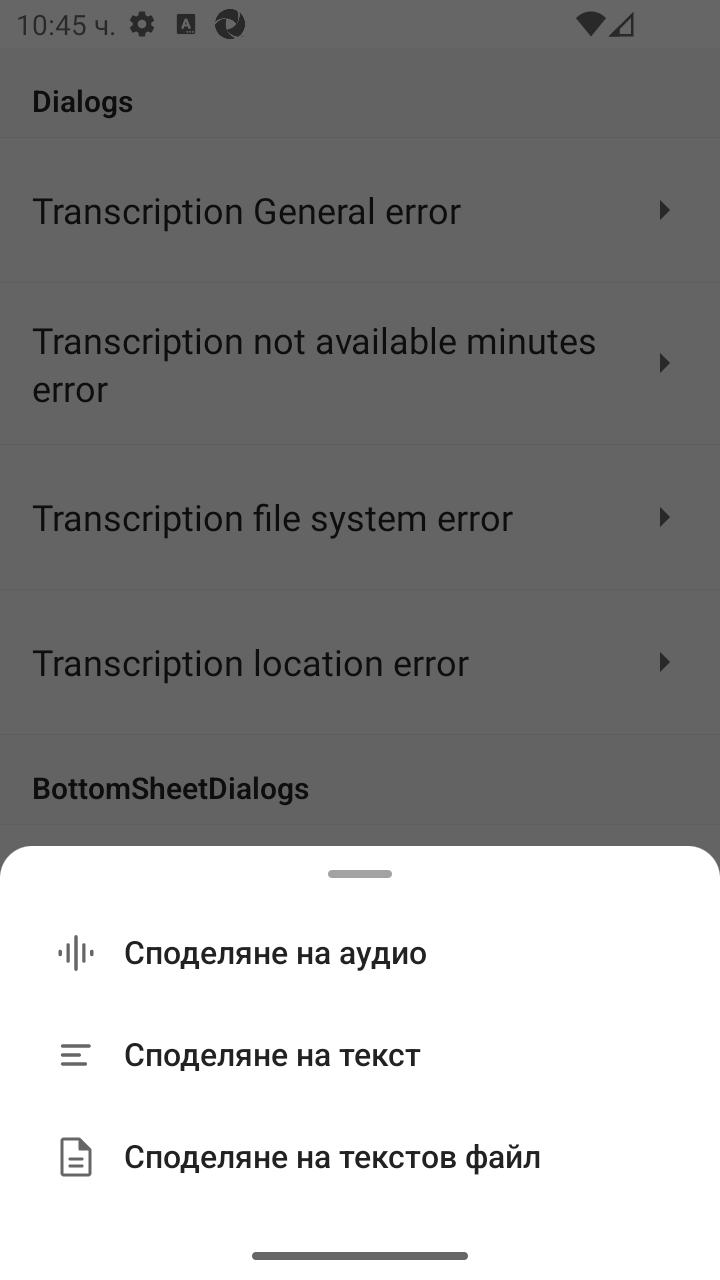 10:45 ч.
Dialogs
Transcription General error
Transcription not available minutes
error
Transcription file system error
Transcription location error
BottomSheetDialogs
Споделяне на аудио
Споделяне на текст
Споделяне на текстов файл